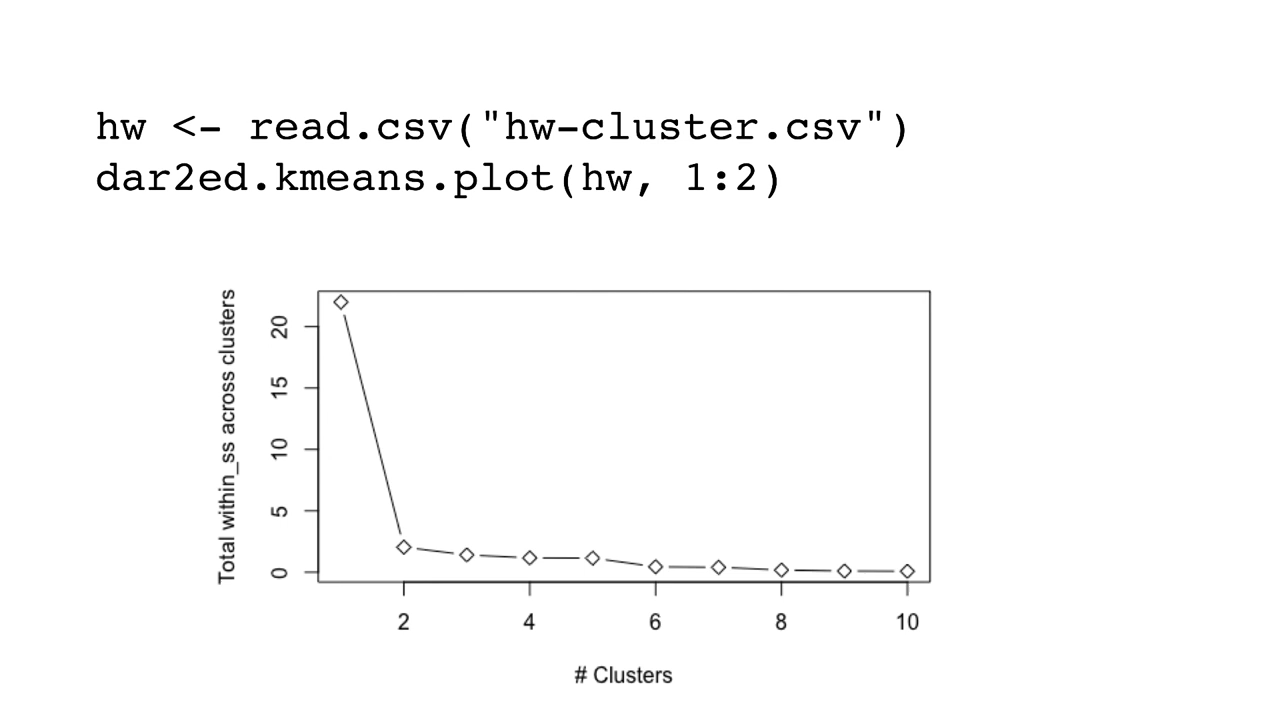 hw <- read.csv("hw-cluster.csv")
dar2ed.kmeans.plot(hw, 1:2)
Total within_ss across clusters
20
15
10
5
0
2 4 6 8 10
# Clusters